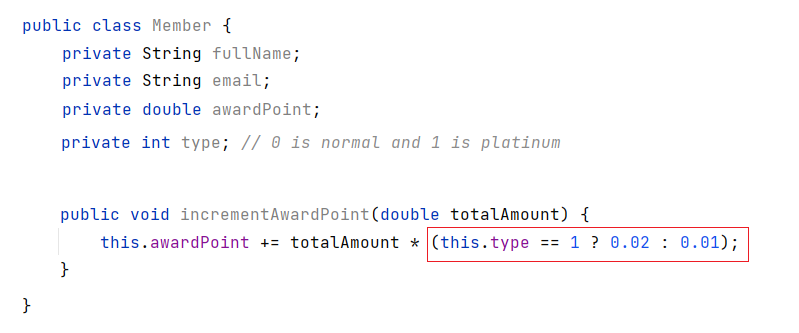 public class Member {
private String fullName;
private String email;
private double awardPoint;
private int type; // 0 is normal and 1 is platinum
public void incrementAwardPoint(double totalAmount) {
this.awardPoint += totalAmount * (this.type == 1 ? 0.02 : 0.01);
}
}